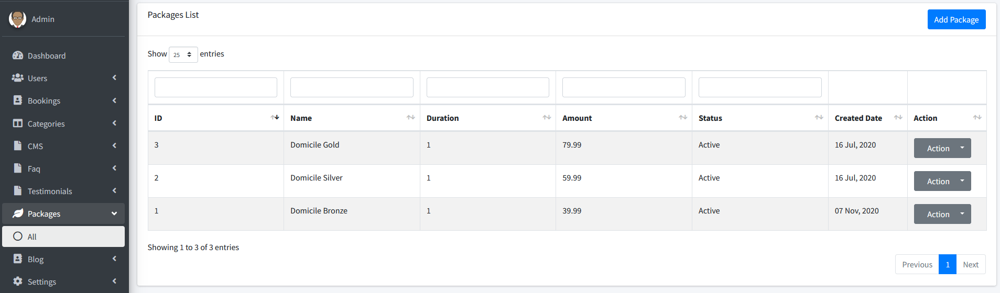 Admin
Dashboard
Users
Bookings
Categories
CMS
Faq
Testimonials
Packages
All
Blog
Settings
Packages List
Add Package
Show 25 entries
ID Name Duration Amount Status Created Date Action
3 Domicile Gold 1 79.99 Active 16 Jul, 2020 Action
2 Domicile Silver 1 59.99 Active 16 Jul, 2020 Action
1 Domicile Bronze 1 39.99 Active 07 Nov, 2020 Action
Showing 1 to 3 of 3 entries
Previous 1 Next